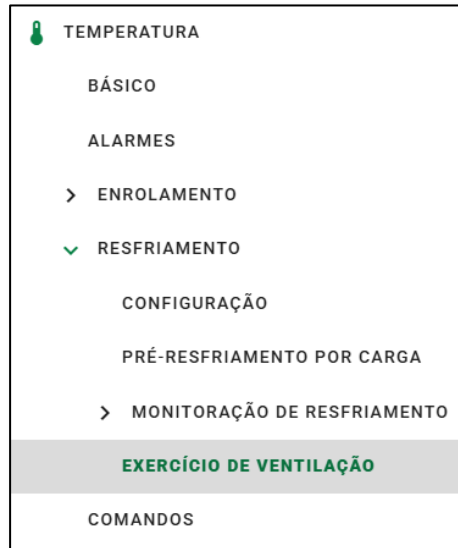 TEMPERATURA
BÁSICO
ALARMES
ENROLAMENTO
RESFRIAMENTO
CONFIGURAÇÃO
PRÉ-RESFRIAMENTO POR CARGA
MONITORAÇÃO DE RESFRIAMENTO
EXERCÍCIO DE VENTILAÇÃO
COMANDOS